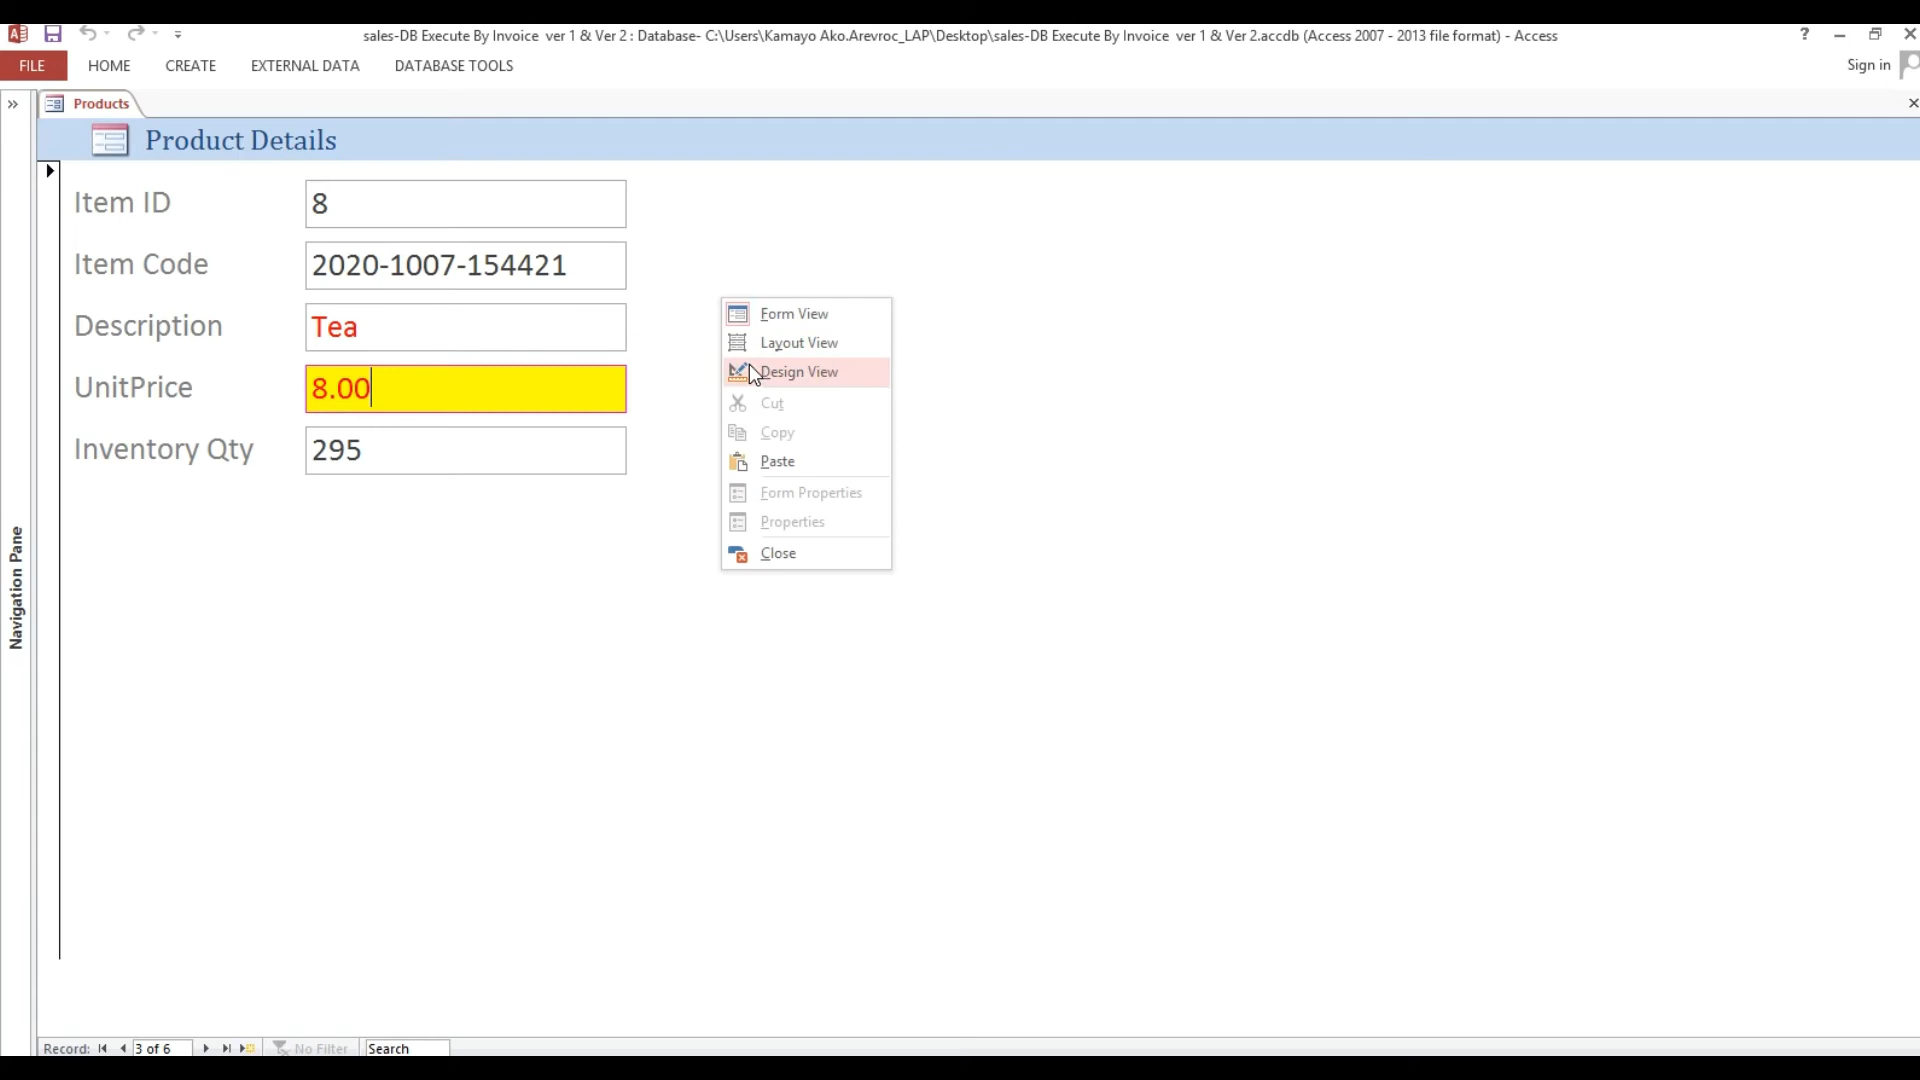 sales-DB Execute By Invoice ver 1 & Ver 2 : Database- C:\Users\Kamayo Ako.Arevroc_LAP\Desktop\sales-DB Execute By Invoice ver 1 & Ver 2.accdb (Access 2007 - 2013 file format) - Access
?
FILE HOME CREATE EXTERNAL DATA DATABASE TOOLS
Sign in
Products
Product Details
Item ID 8
Item Code 2020-1007-154421
Description Tea
UnitPrice 8.00
Inventory Qty 295
Form View
Layout View
Design View
Cut
Copy
Paste
Form Properties
Properties
Close
Navigation Pane
Record: 3 of 6 No Filter Search